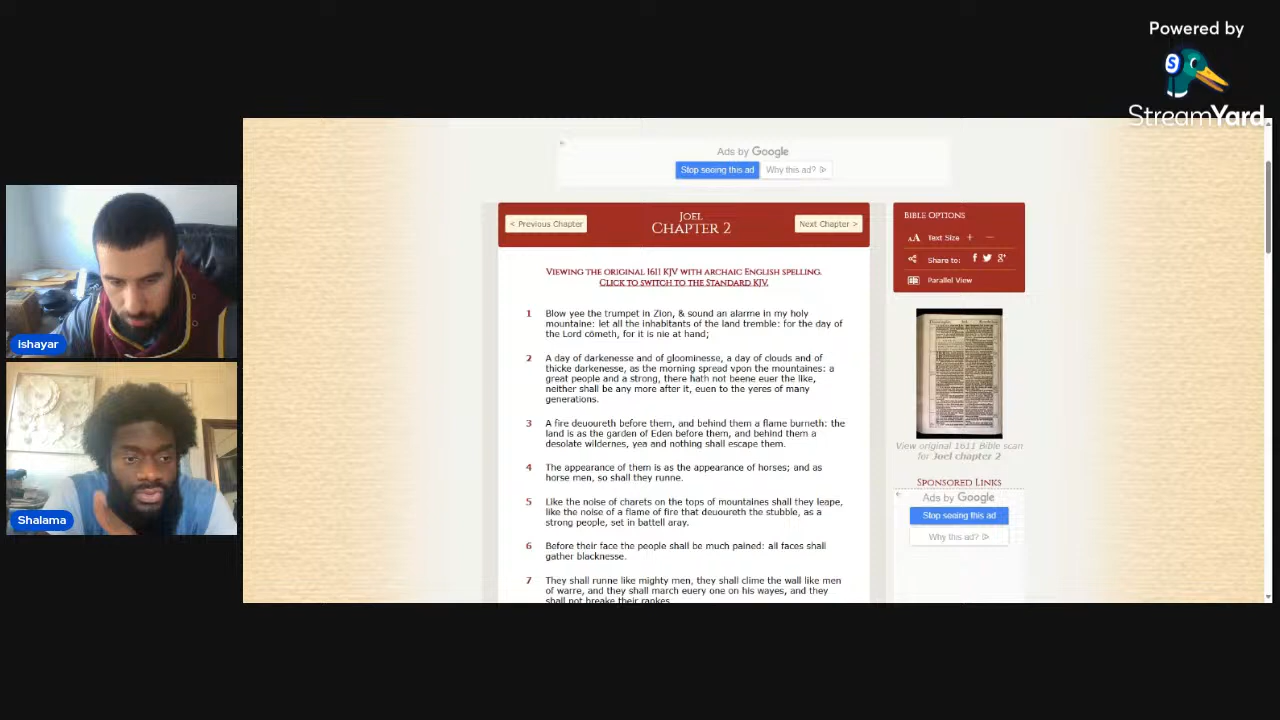 Powered by
StreamYard
Ads by Google
Stop seeing this ad
Why this ad?
< Previous Chapter
Joel
Chapter 2
Next Chapter >
Viewing the original 1611 KJV with archaic English spelling.
Click to switch to the Standard KJV.
1 Blow yee the trumpet in Zion, & sound an alarme in my holy
mountaine: let all the inhabitants of the land tremble: for the day of
the Lord cōmeth, for it is nie at hand;
2 A day of darkenesse and of gloominesse, a day of clouds and of
thicke darkenesse, as the morning spread vpon the mountaines: a
great people and a strong, there hath not beene euer the like,
neither shall be any more after it, euen to the yeres of many
generations.
3 A fire deuoureth before them, and behind them a flame burneth: the
land is as the garden of Eden before them, and behind them a
desolate wildernes, yea and nothing shall escape them.
4 The appearance of them is as the appearance of horses; and as
horse men, so shall they runne.
5 Like the noise of charets on the tops of mountaines shall they leape,
like the noise of a flame of fire that deuoureth the stubble, as a
strong people, set in battell aray.
6 Before their face the people shall be much pained: all faces shall
gather blacknesse.
7 They shall runne like mighty men, they shall clime the wall like men
of warre, and they shall march euery one on his wayes, and they
shall not breake their rankes.
Bible Options
AA Text Size + −
Share to: f g+
Parallel View
View original 1611 Bible scan
for Joel chapter 2
Sponsored Links
Ads by Google
Stop seeing this ad
Why this ad?
ishayar
Shalama